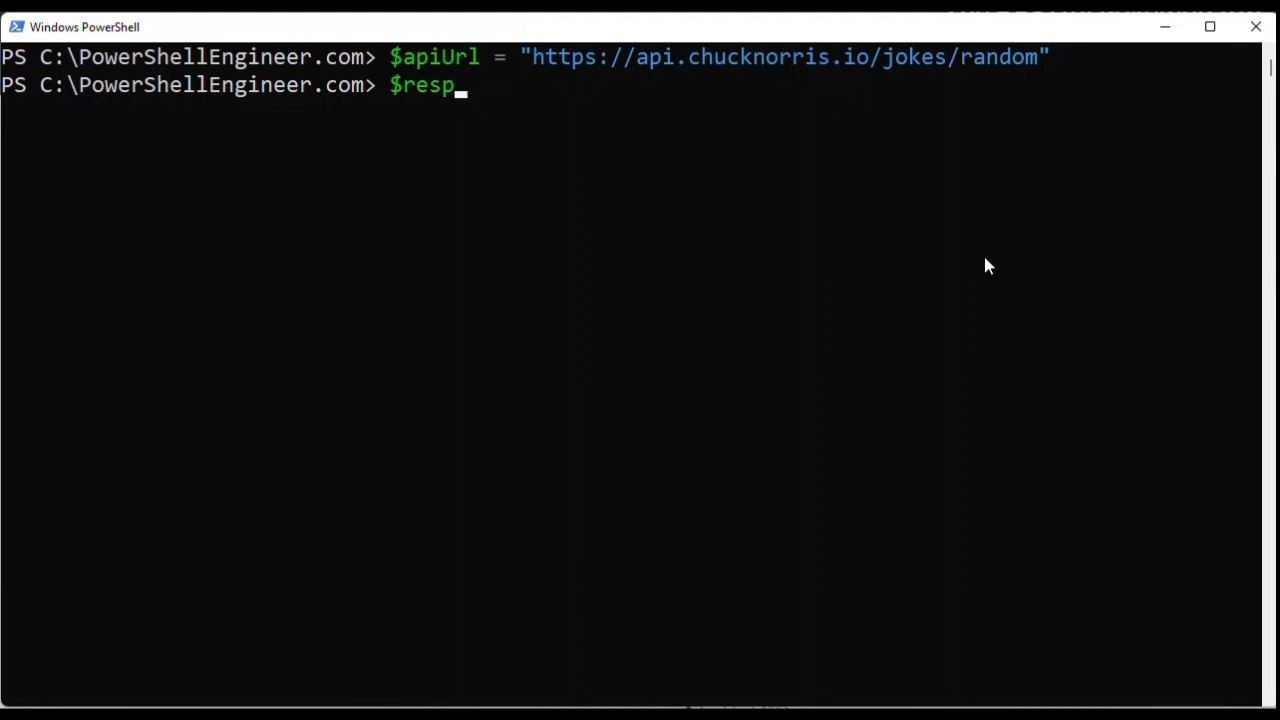 Windows PowerShell
PS C:\PowerShellEngineer.com> $apiUrl = "https://api.chucknorris.io/jokes/random"
PS C:\PowerShellEngineer.com> $resp